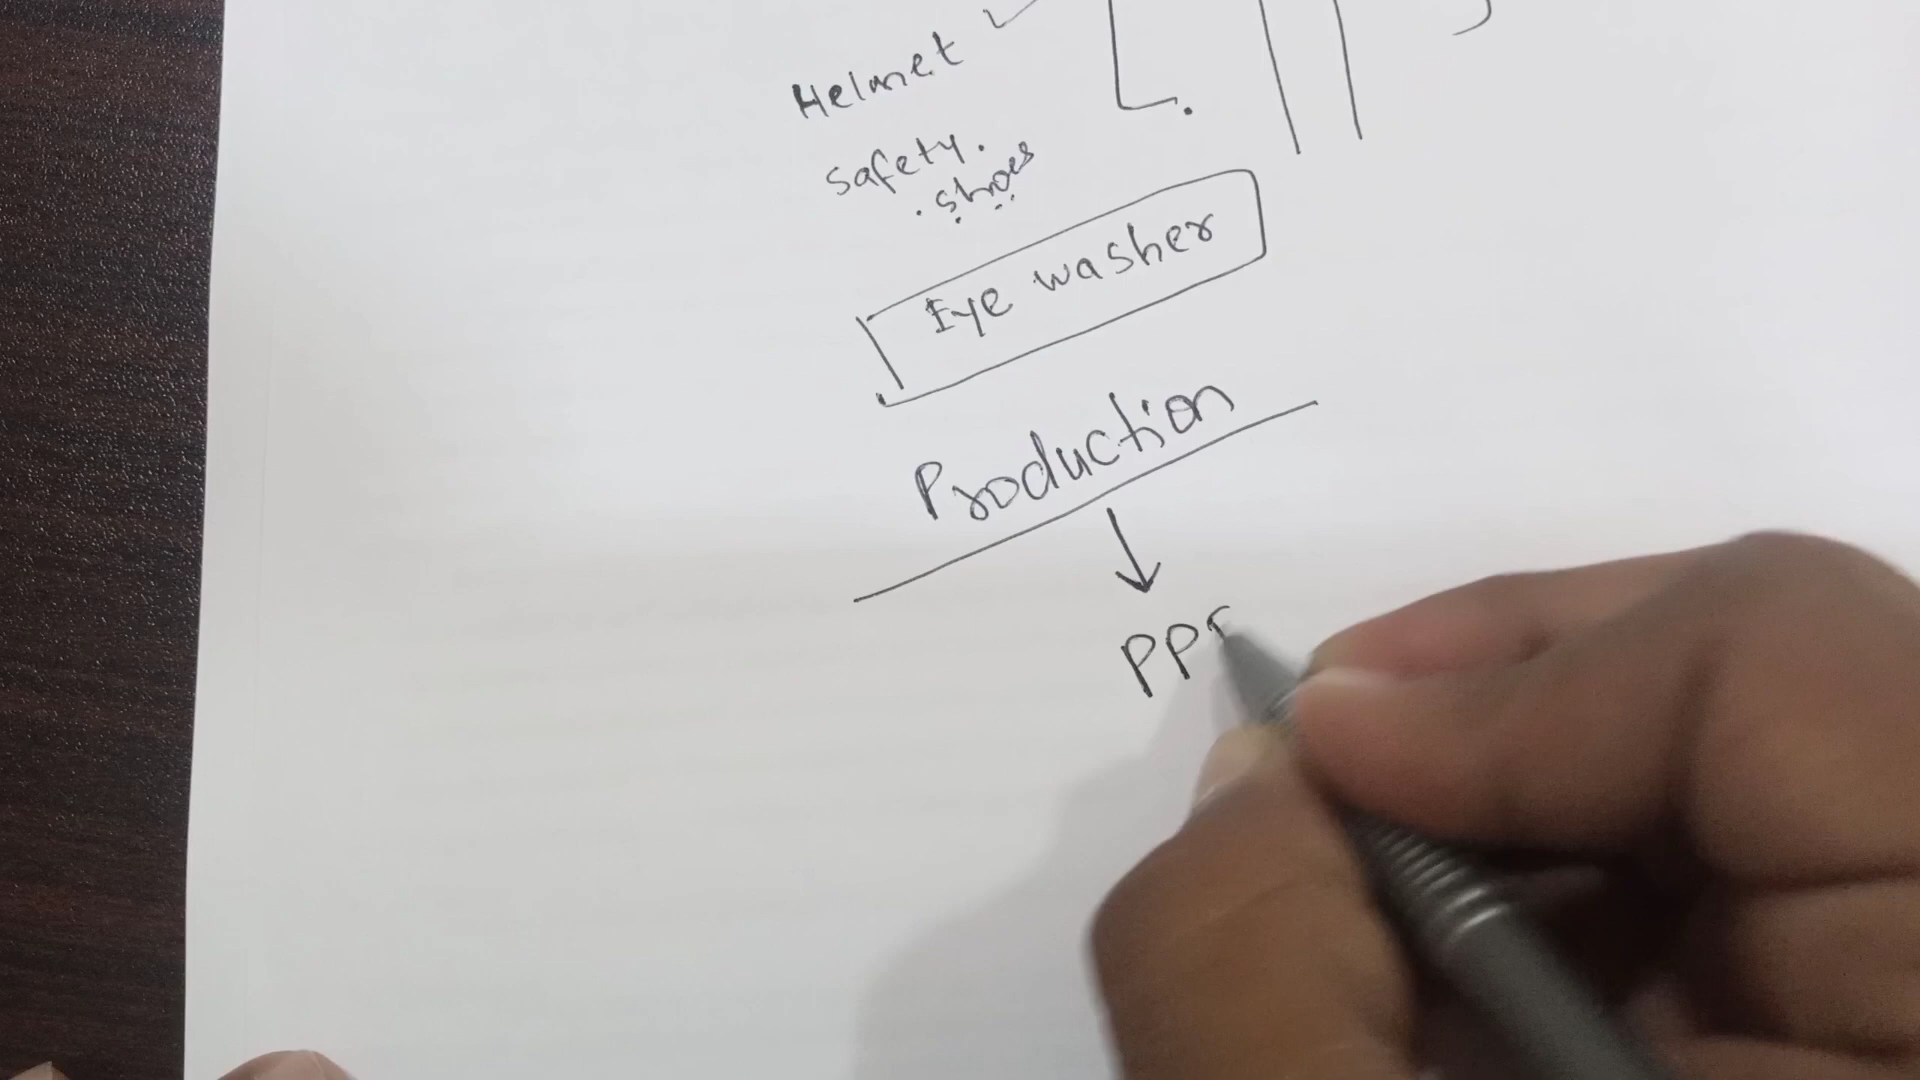 Helmet
safety.
shoes
Eye washer
Production
PP